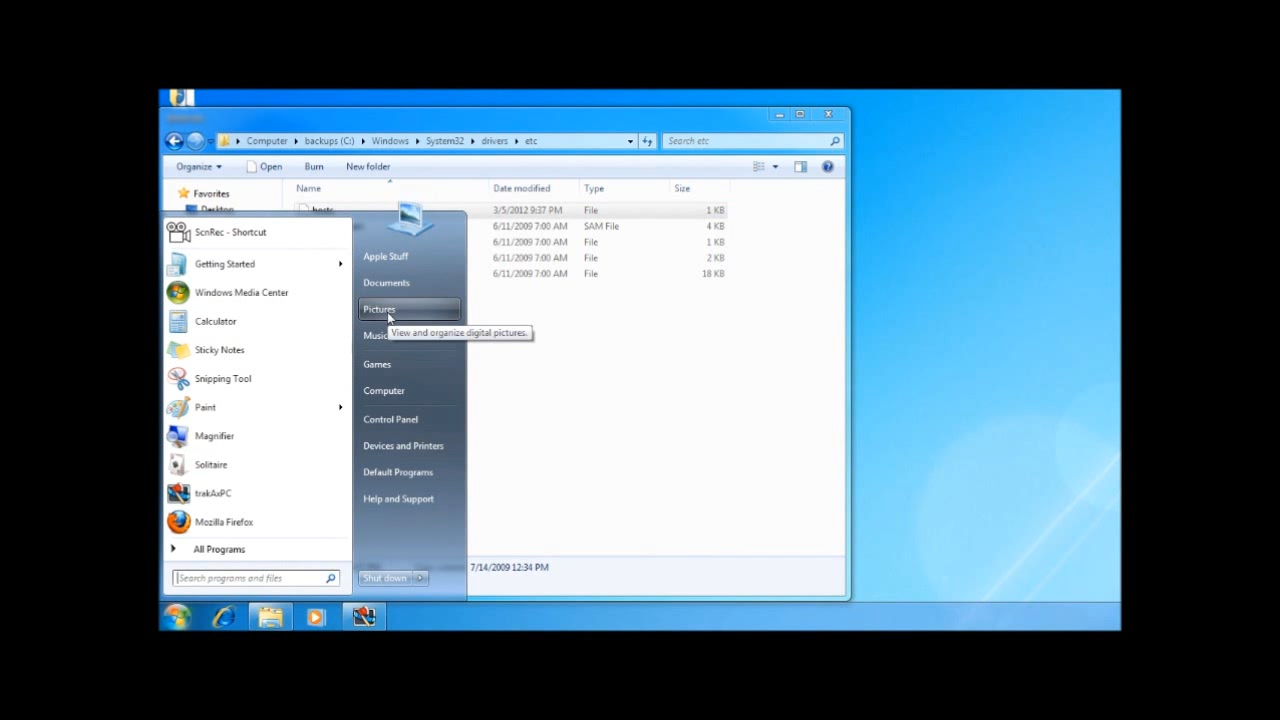 Computer backups (C:) Windows System32 drivers etc
Search etc
Organize Open Burn New folder
Name Date modified Type Size
Favorites
Desktop
hosts 3/5/2012 9:37 PM File 1 KB
6/11/2009 7:00 AM SAM File 4 KB
6/11/2009 7:00 AM File 1 KB
6/11/2009 7:00 AM File 2 KB
6/11/2009 7:00 AM File 18 KB
7/14/2009 12:34 PM
ScnRec - Shortcut
Getting Started
Windows Media Center
Calculator
Sticky Notes
Snipping Tool
Paint
Magnifier
Solitaire
trakAxPC
Mozilla Firefox
All Programs
Search programs and files
Apple Stuff
Documents
Pictures
View and organize digital pictures.
Music
Games
Computer
Control Panel
Devices and Printers
Default Programs
Help and Support
Shut down